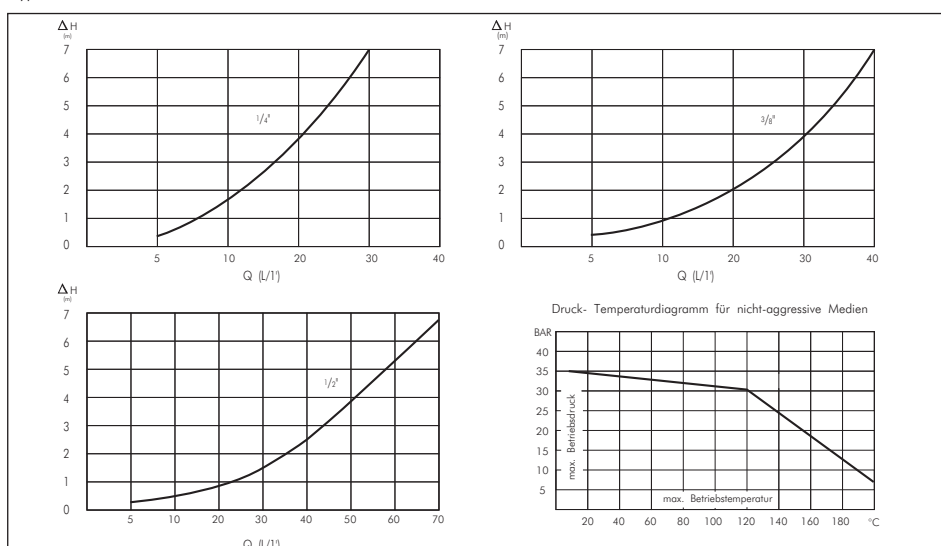 Δ H
(m)
7
6
5
4
3
2
1
0
1/4"
5 10 20 30 40
Q (L/1')
Δ H
(m)
7
6
5
4
3
2
1
0
3/8"
5 10 20 30 40
Q (L/1')
Δ H
(m)
7
6
5
4
3
2
1
0
1/2"
5 10 20 30 40 50 60 70
Q (L/1')
Druck- Temperaturdiagramm für nicht-aggressive Medien
BAR
40
35
30
25
20
15
10
5
max. Betriebsdruck
max. Betriebstemperatur
20 40 60 80 100 120 140 160 180 °C